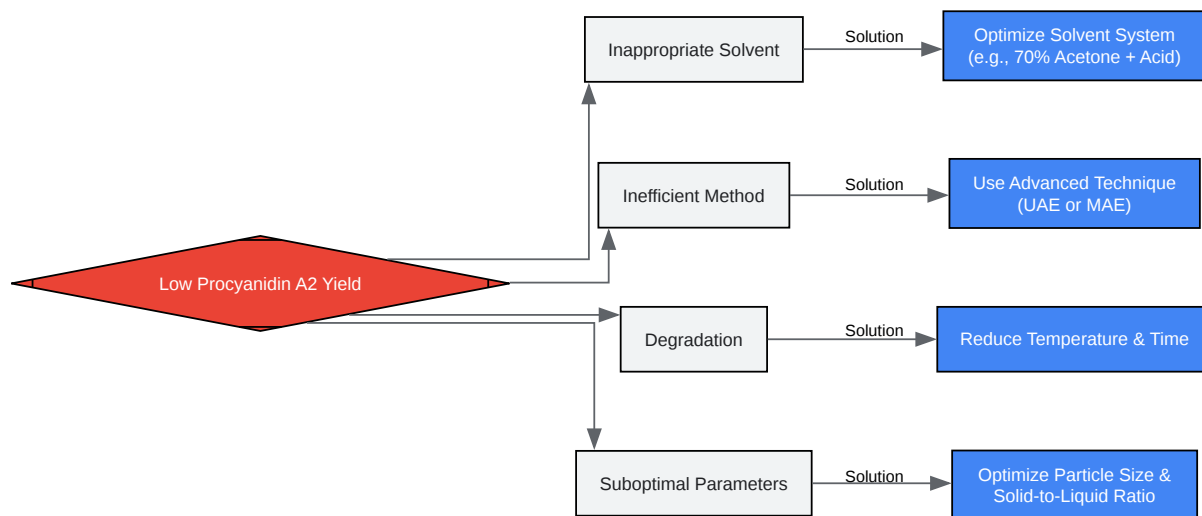 Inappropriate Solvent
Solution
Optimize Solvent System
(e.g., 70% Acetone + Acid)
Inefficient Method
Solution
Use Advanced Technique
(UAE or MAE)
Low Procyanidin A2 Yield
Degradation
Solution
Reduce Temperature & Time
Suboptimal Parameters
Solution
Optimize Particle Size &
Solid-to-Liquid Ratio